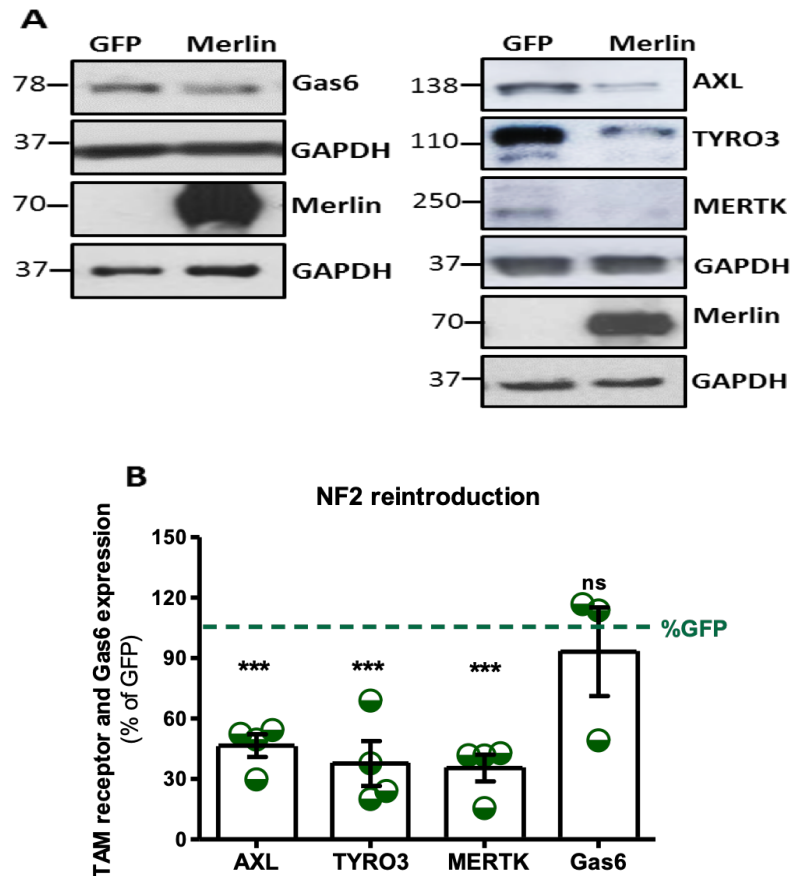 A
GFP Merlin
78 Gas6
37 GAPDH
70 Merlin
37 GAPDH
GFP Merlin
138 AXL
110 TYRO3
250 MERTK
37 GAPDH
70 Merlin
37 GAPDH
B
NF2 reintroduction
TAM receptor and Gas6 expression
(% of GFP)
150
120
90
60
30
0
*** *** *** ns
%GFP
AXL TYRO3 MERTK Gas6